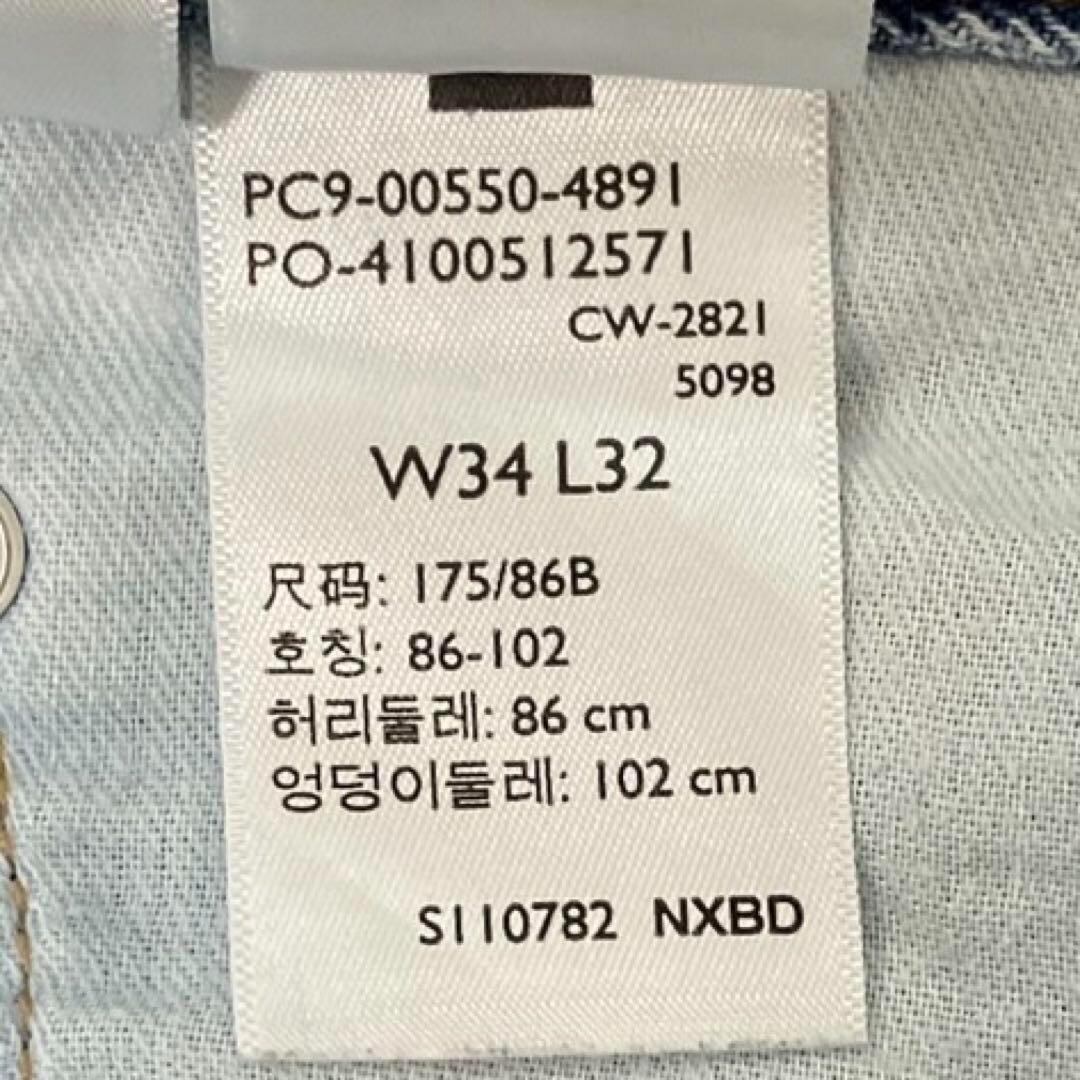 PC9-00550-4891
PO-4100512571
CW-2821
5098
W34 L32
尺码: 175/86B
호칭: 86-102
허리둘레: 86 cm
엉덩이둘레: 102 cm
S110782 NXBD